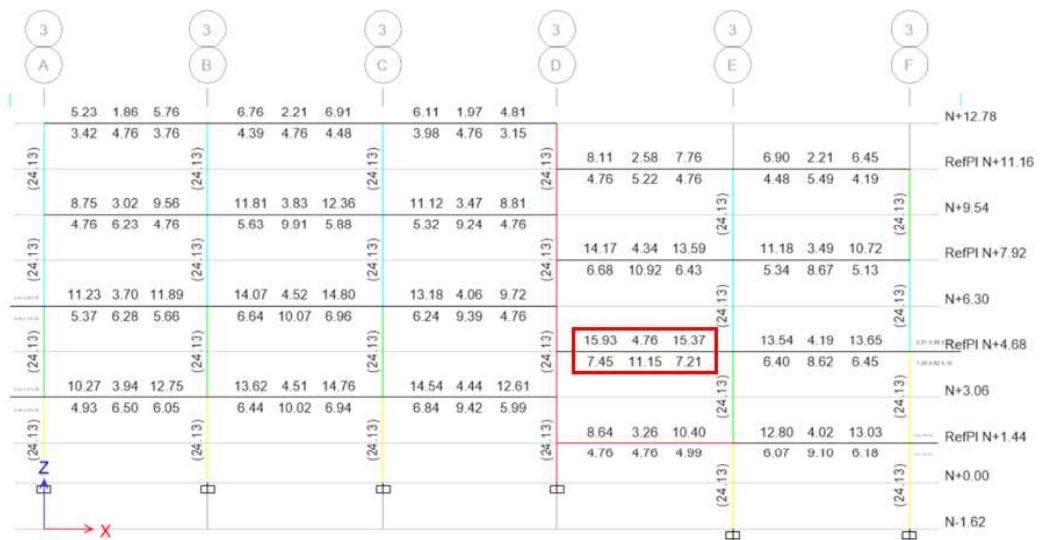 3 3 3 3 3 3
A B C D E F
5.23 1.86 5.76 6.76 2.21 6.91 6.11 1.97 4.81
N+12.78
3.42 4.76 3.76 4.39 4.76 4.48 3.98 4.76 3.15
(24.13) (24.13) (24.13)
8.11 2.58 7.76 6.90 2.21 6.45
RefPl N+11.16
4.76 5.22 4.76 4.48 5.49 4.19
8.75 3.02 9.56 11.81 3.83 12.36 11.12 3.47 8.81
N+9.54
4.76 6.23 4.76 5.63 9.91 5.88 5.32 9.24 4.76
(24.13) (24.13)
(24.13) (24.13) (24.13)
14.17 4.34 13.59 11.18 3.49 10.72
RefPl N+7.92
6.68 10.92 6.43 5.34 8.67 5.13
11.23 3.70 11.89 14.07 4.52 14.80 13.18 4.06 9.72
N+6.30
5.37 6.28 5.66 6.64 10.07 6.96 6.24 9.39 4.76
(24.13) (24.13)
(24.13) (24.13) (24.13)
15.93 4.76 15.37 13.54 4.19 13.65
RefPl N+4.68
7.45 11.15 7.21 6.40 8.62 6.45
10.27 3.94 12.75 13.62 4.51 14.76 14.54 4.44 12.61
N+3.06
4.93 6.50 6.05 6.44 10.02 6.94 6.84 9.42 5.99
(24.13) (24.13)
(24.13) (24.13) (24.13)
8.64 3.26 10.40 12.80 4.02 13.03
RefPl N+1.44
4.76 4.76 4.99 6.07 9.10 6.18
Z
N+0.00
(24.13) (24.13)
X
N-1.62